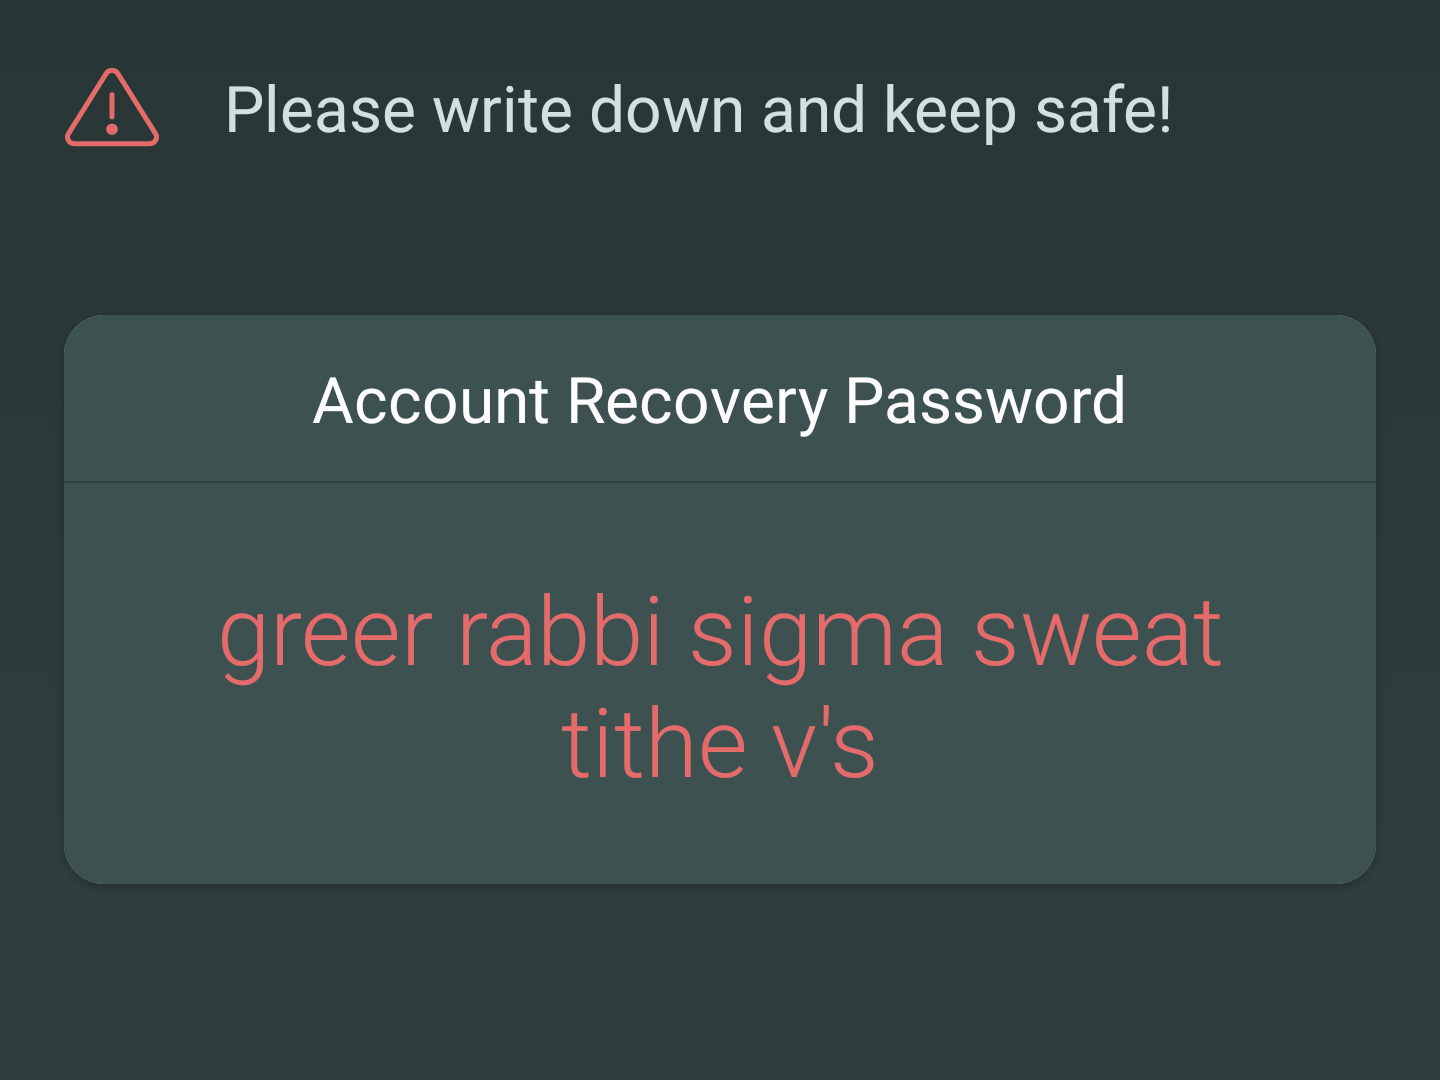 Please write down and keep safe!
Account Recovery Password
greer rabbi sigma sweat
tithe v's